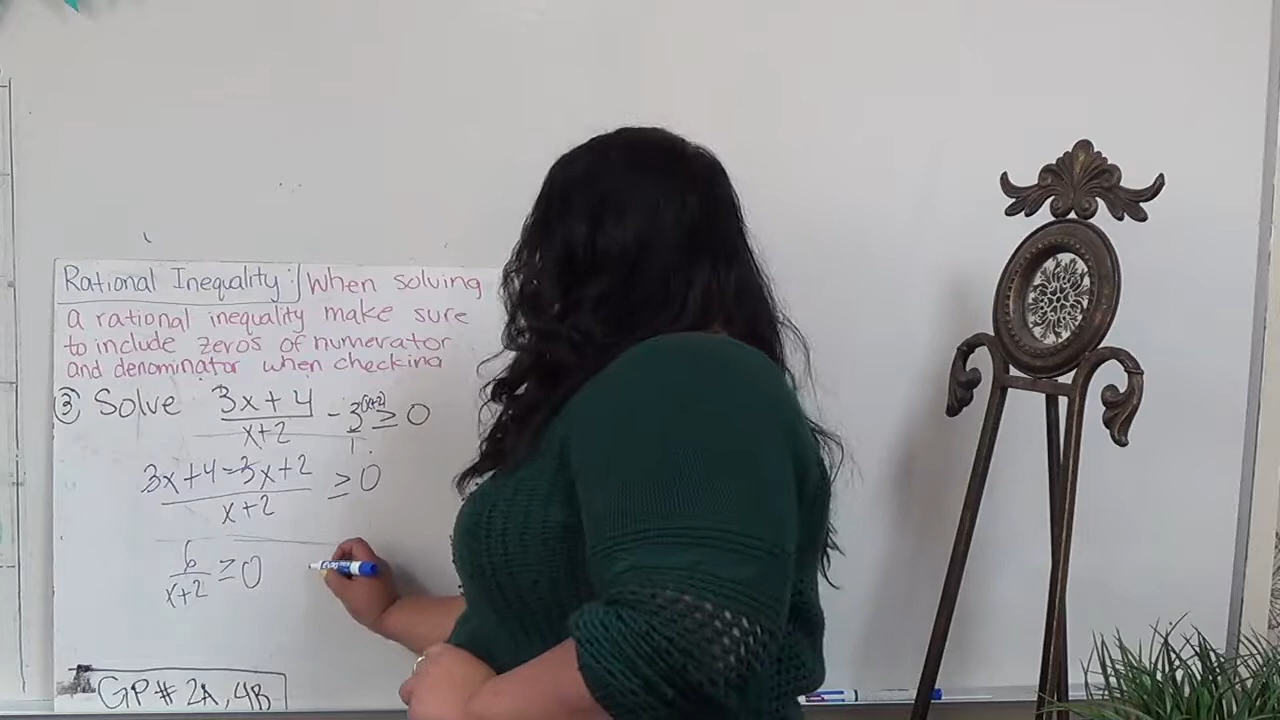 Rational Inequality: When solving
a rational inequality make sure
to include zeros of numerator
and denominator when checking
③ Solve (3x+4)/(x+2) - 3(x+2)/1 ≥ 0
(3x+4-3x+2)/(x+2) ≥ 0
6/(x+2) ≥ 0
GP# 2A, 4B